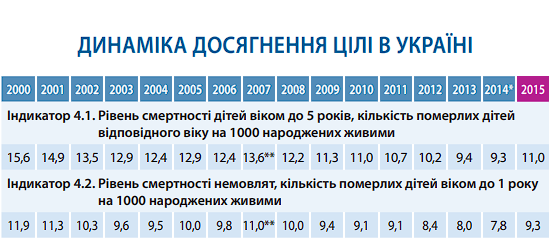 ДИНАМІКА ДОСЯГНЕННЯ ЦІЛІ В УКРАЇНІ
2000 2001 2002 2003 2004 2005 2006 2007 2008 2009 2010 2011 2012 2013 2014* 2015
Індикатор 4.1. Рівень смертності дітей віком до 5 років, кількість померлих дітей
відповідного віку на 1000 народжених живими
15,6 14,9 13,5 12,9 12,4 12,9 12,4 13,6** 12,2 11,3 11,0 10,7 10,2 9,4 9,3 11,0
Індикатор 4.2. Рівень смертності немовлят, кількість померлих дітей віком до 1 року
на 1000 народжених живими
11,9 11,3 10,3 9,6 9,5 10,0 9,8 11,0** 10,0 9,4 9,1 9,1 8,4 8,0 7,8 9,3